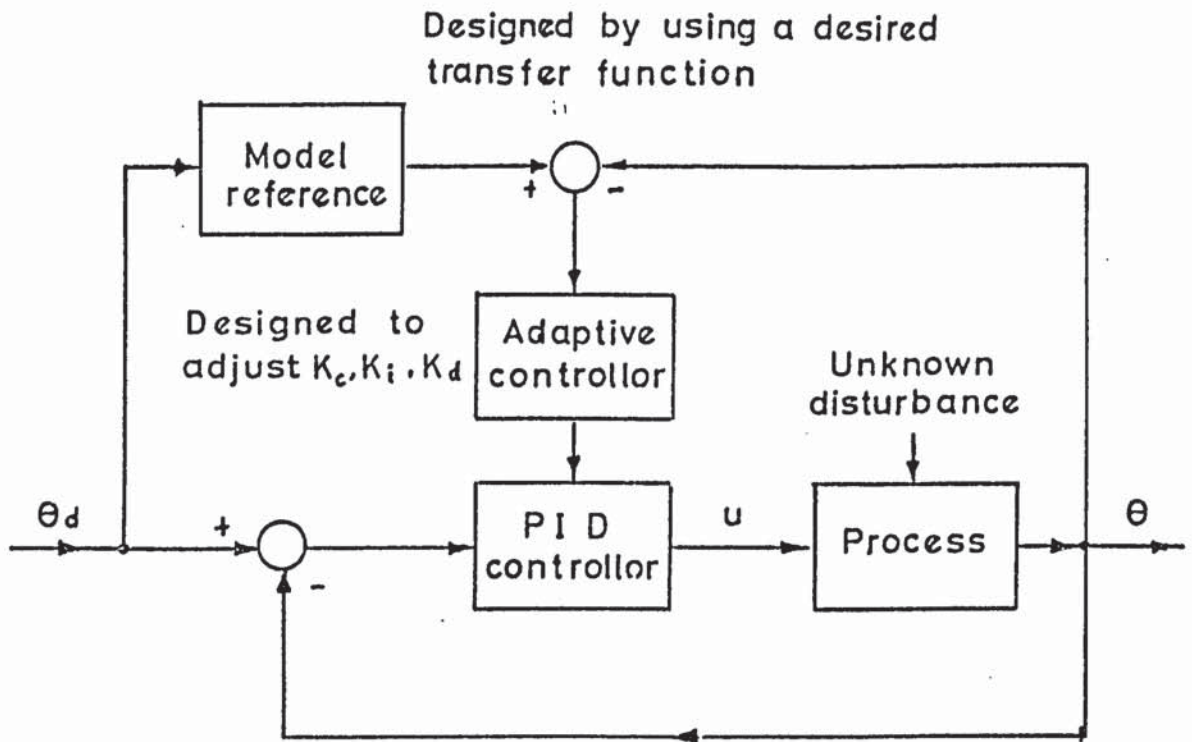 Designed by using a desired
transfer function
Model
reference
+
-
Designed to
adjust Kc, Ki, Kd
Adaptive
controllor
Unknown
disturbance
θd
+
-
PID
controllor
u
Process
θ